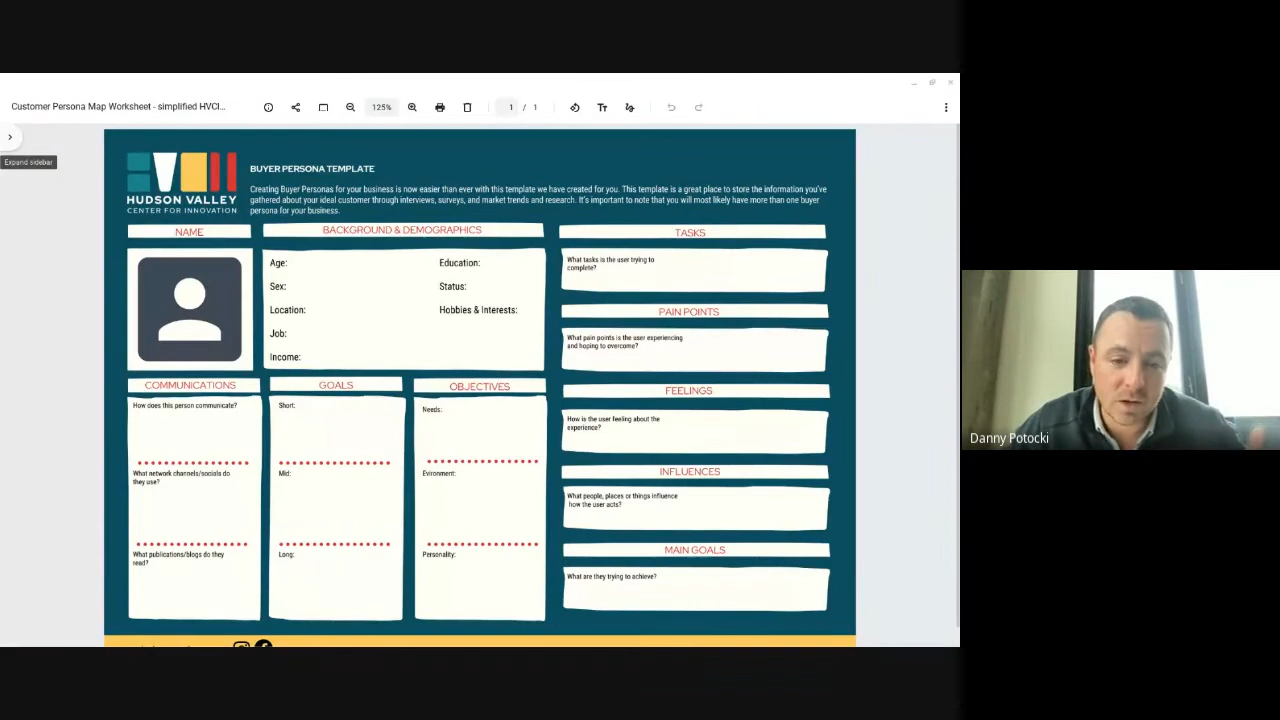 Customer Persona Map Worksheet - simplified HVCI...
125%
1 / 1
Expand sidebar
HUDSON VALLEY
CENTER FOR INNOVATION
BUYER PERSONA TEMPLATE
Creating Buyer Personas for your business is now easier than ever with this template we have created for you. This template is a great place to store the information you've
gathered about your ideal customer through interviews, surveys, and market trends and research. It's important to note that you will most likely have more than one buyer
persona for your business.
NAME
BACKGROUND & DEMOGRAPHICS
Age:
Education:
Sex:
Status:
Location:
Hobbies & Interests:
Job:
Income:
COMMUNICATIONS
How does this person communicate?
What network channels/socials do
they use?
What publications/blogs do they
read?
GOALS
Short:
Mid:
Long:
OBJECTIVES
Needs:
Evironment:
Personality:
TASKS
What tasks is the user trying to
complete?
PAIN POINTS
What pain points is the user experiencing
and hoping to overcome?
FEELINGS
How is the user feeling about the
experience?
INFLUENCES
What people, places or things influence
how the user acts?
MAIN GOALS
What are they trying to achieve?
Danny Potocki